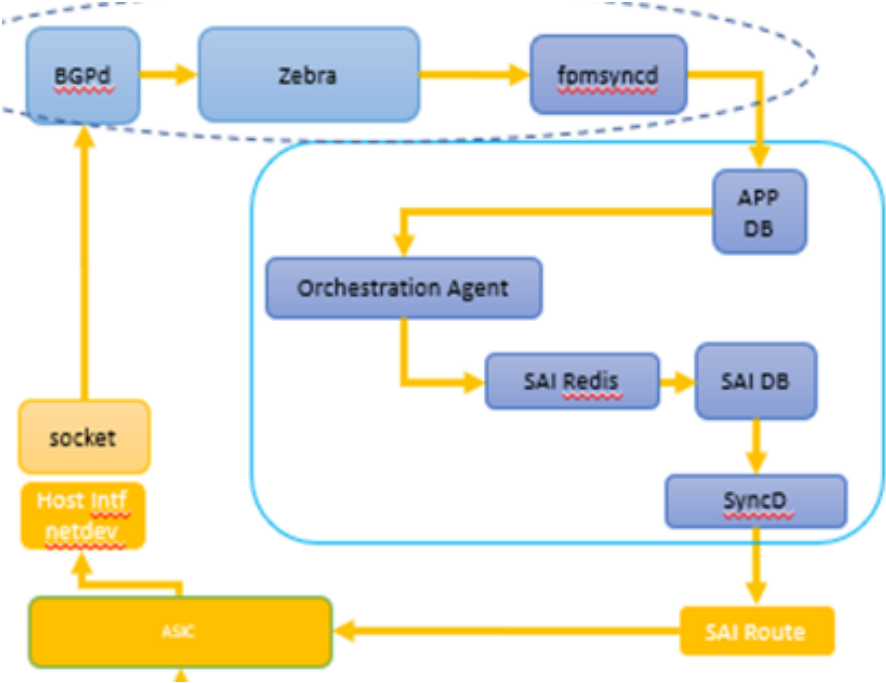 BGPd
Zebra
fpmsyncd
APP
DB
Orchestration Agent
SAI Redis
SAI DB
socket
Host Intf
netdev
SyncD
ASIC
SAI Route